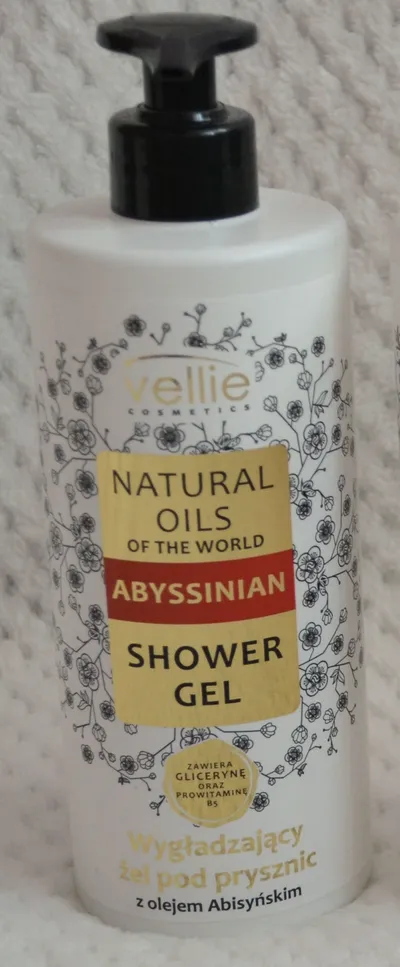 vellie
COSMETICS
NATURAL
OILS
OF THE WORLD
ABYSSINIAN
SHOWER
GEL
ZAWIERA
GLICERYNĘ
ORAZ
PROWITAMINĘ
B5
Wygładzający
żel pod prysznic
z olejem Abisyńskim